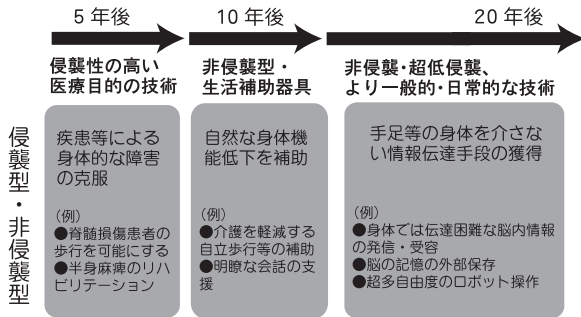 5年後
10年後
20年後
侵襲性の高い
医療目的の技術
非侵襲型・
生活補助器具
非侵襲・超低侵襲、
より一般的・日常的な技術
侵襲型・非侵襲型
疾患等による
身体的な障害
の克服
(例)
●脊髄損傷患者の
歩行を可能にする
●半身麻痺のリハ
ビリテーション
自然な身体機
能低下を補助
(例)
●介護を軽減する
自立歩行等の補助
●明瞭な会話の支
援
手足等の身体を介さな
い情報伝達手段の獲得
(例)
●身体では伝達困難な脳内情報
の発信・受容
●脳の記憶の外部保存
●超多自由度のロボット操作